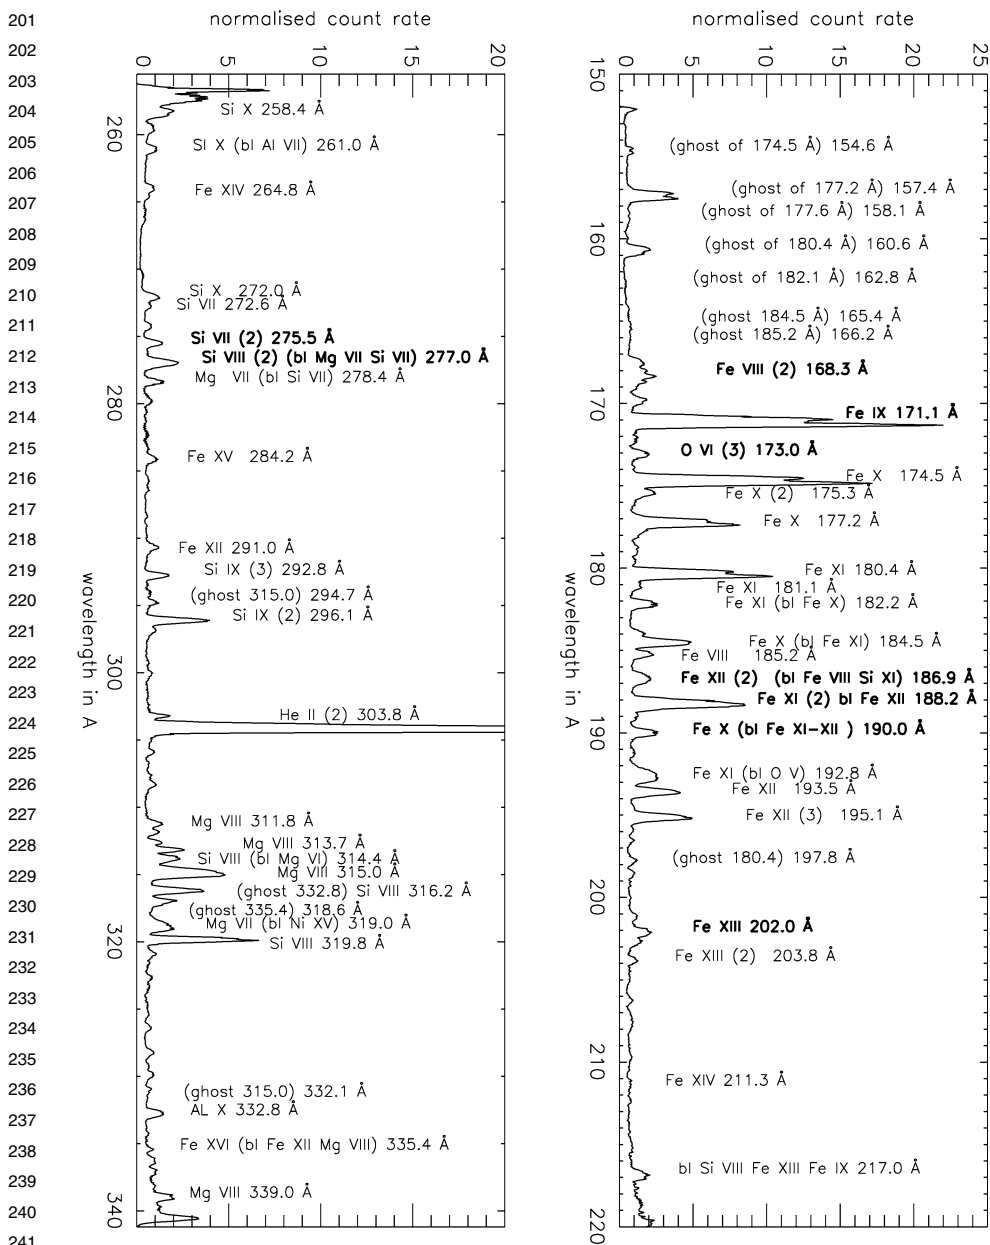 normalised count rate
0 5 10 15 20
260
280
300
320
340
wavelength in A
Si X 258.4 Å
SI X (bl Al VII) 261.0 Å
Fe XIV 264.8 Å
Si X 272.0 Å
Si VII 272.6 Å
Si VII (2) 275.5 Å
Si VIII (2) (bl Mg VII Si VII) 277.0 Å
Mg VII (bl Si VII) 278.4 Å
Fe XV 284.2 Å
Fe XII 291.0 Å
Si IX (3) 292.8 Å
(ghost 315.0) 294.7 Å
Si IX (2) 296.1 Å
He II (2) 303.8 Å
Mg VIII 311.8 Å
Mg VIII 313.7 Å
Si VIII (bl Mg VI) 314.4 Å
Mg VIII 315.0 Å
(ghost 332.8) Si VIII 316.2 Å
(ghost 335.4) 318.6 Å
Mg VII (bl Ni XV) 319.0 Å
Si VIII 319.8 Å
(ghost 315.0) 332.1 Å
AL X 332.8 Å
Fe XVI (bl Fe XII Mg VIII) 335.4 Å
Mg VIII 339.0 Å
normalised count rate
0 5 10 15 20 25
150
160
170
180
190
200
210
220
wavelength in A
(ghost of 174.5) 154.6 Å
(ghost of 177.2 Å) 157.4 Å
(ghost of 177.6 Å) 158.1 Å
(ghost of 180.4 Å) 160.6 Å
(ghost of 182.1 Å) 162.8 Å
(ghost 184.5 Å) 165.4 Å
(ghost 185.2 Å) 166.2 Å
Fe VIII (2) 168.3 Å
Fe IX 171.1 Å
O VI (3) 173.0 Å
Fe X 174.5 Å
Fe X (2) 175.3 Å
Fe X 177.2 Å
Fe XI 180.4 Å
Fe XI 181.1 Å
Fe XI (bl Fe X) 182.2 Å
Fe X (bl Fe XI) 184.5 Å
Fe VIII 185.2 Å
Fe XII (2) (bl Fe VIII Si XI) 186.9 Å
Fe XI (2) bl Fe XII 188.2 Å
Fe X (bl Fe XI-XII ) 190.0 Å
Fe XI (bl O V) 192.8 Å
Fe XII 193.5 Å
Fe XII (3) 195.1 Å
(ghost 180.4) 197.8 Å
Fe XIII 202.0 Å
Fe XIII (2) 203.8 Å
Fe XIV 211.3 Å
bl Si VIII Fe XIII Fe IX 217.0 Å
201
202
203
204
205
206
207
208
209
210
211
212
213
214
215
216
217
218
219
220
221
222
223
224
225
226
227
228
229
230
231
232
233
234
235
236
237
238
239
240
241